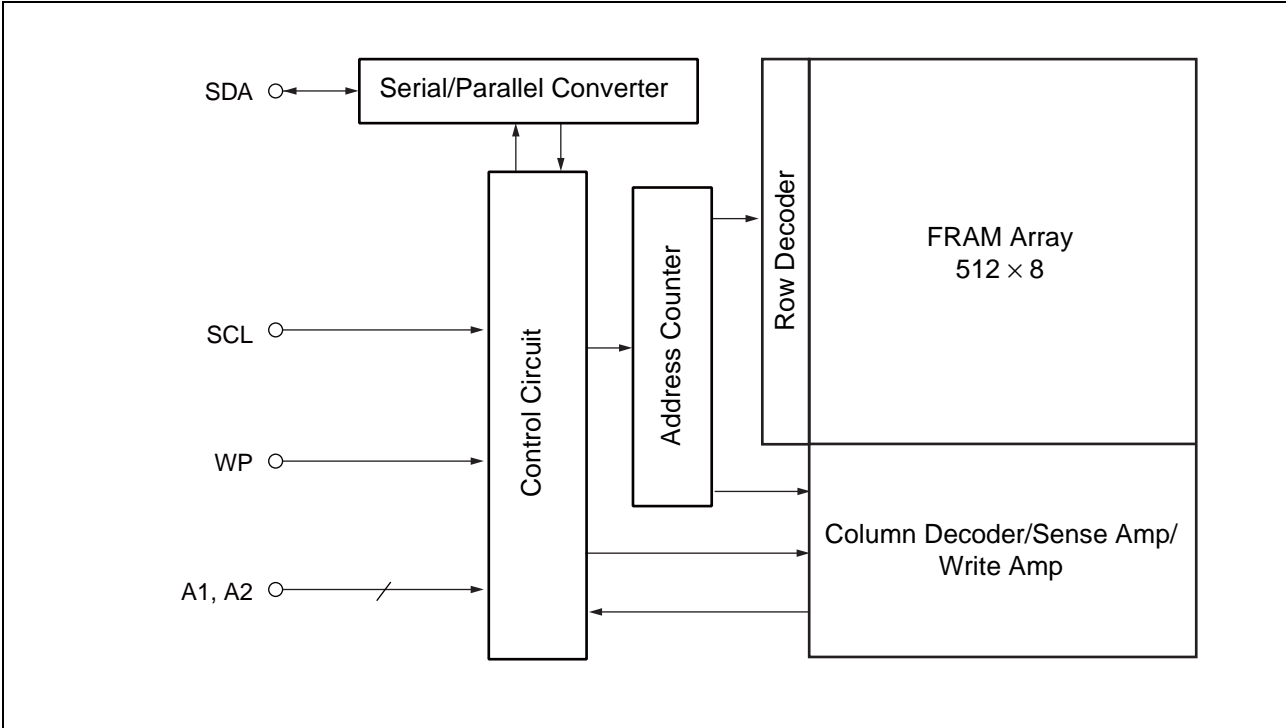 SDA
Serial/Parallel Converter
SCL
WP
A1, A2
Control Circuit
Address Counter
Row Decoder
FRAM Array
512 × 8
Column Decoder/Sense Amp/
Write Amp